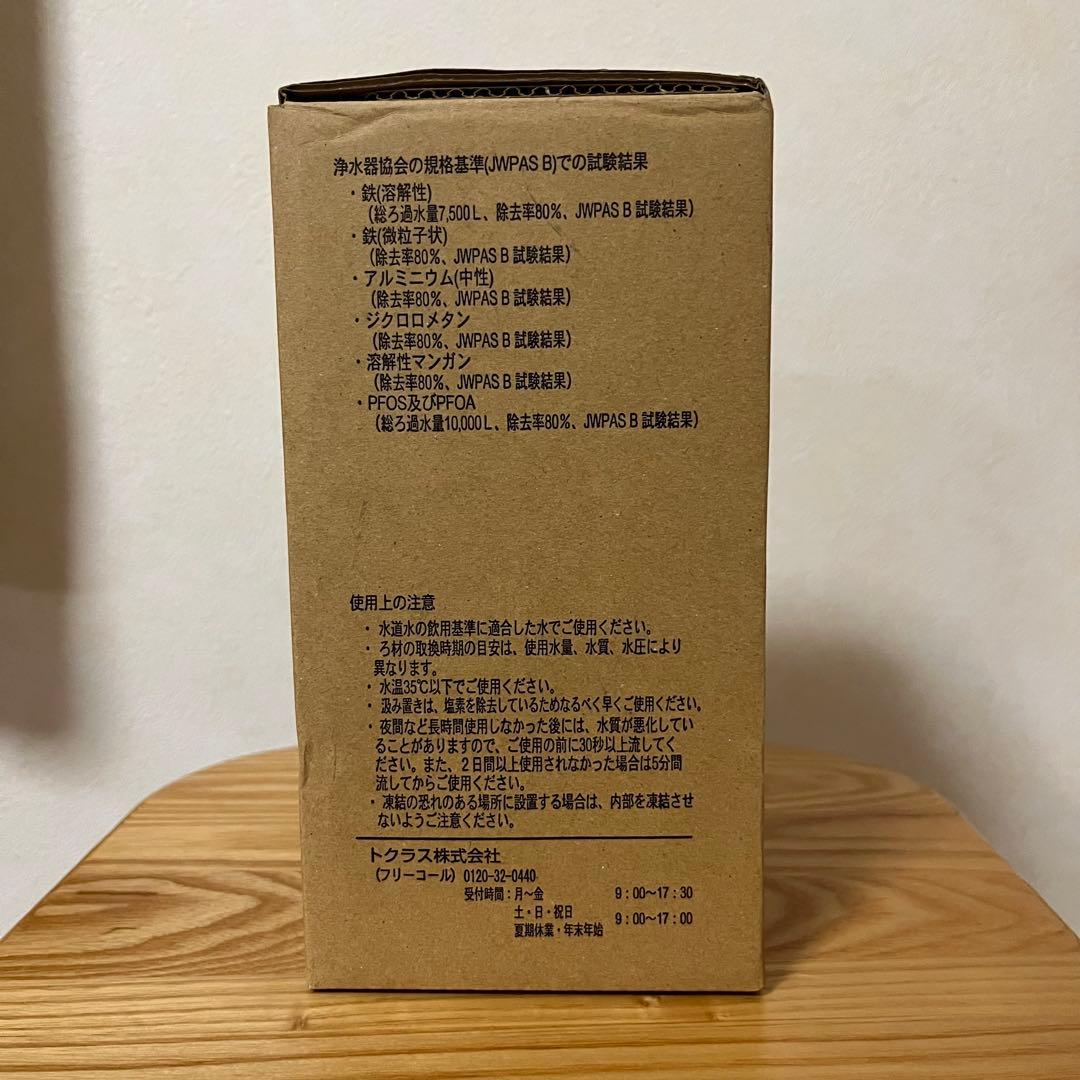 浄水器協会の規格基準(JWPAS B)での試験結果
・鉄(溶解性)
(総ろ過水量7,500L、除去率80%、JWPAS B 試験結果)
・鉄(微粒子状)
(除去率80%、JWPAS B 試験結果)
・アルミニウム(中性)
(除去率80%、JWPAS B 試験結果)
・ジクロロメタン
(除去率80%、JWPAS B 試験結果)
・溶解性マンガン
(除去率80%、JWPAS B 試験結果)
・PFOS及びPFOA
(総ろ過水量10,000L、除去率80%、JWPAS B 試験結果)
使用上の注意
・水道水の飲用基準に適合した水でご使用ください。
・ろ材の取換時期の目安は、使用水量、水質、水圧により
異なります。
・水温35℃以下でご使用ください。
・汲み置きは、塩素を除去しているためなるべく早くご使用ください。
・夜間など長時間使用しなかった後には、水質が悪化してい
ることがありますので、ご使用の前に30秒以上流してく
ださい。また、2日間以上使用されなかった場合は5分間
流してからご使用ください。
・凍結の恐れのある場所に設置する場合は、内部を凍結させ
ないようご注意ください。
トクラス株式会社
(フリーコール) 0120-32-0440
受付時間:月~金 9:00~17:30
土・日・祝日 9:00~17:00
夏期休業・年末年始